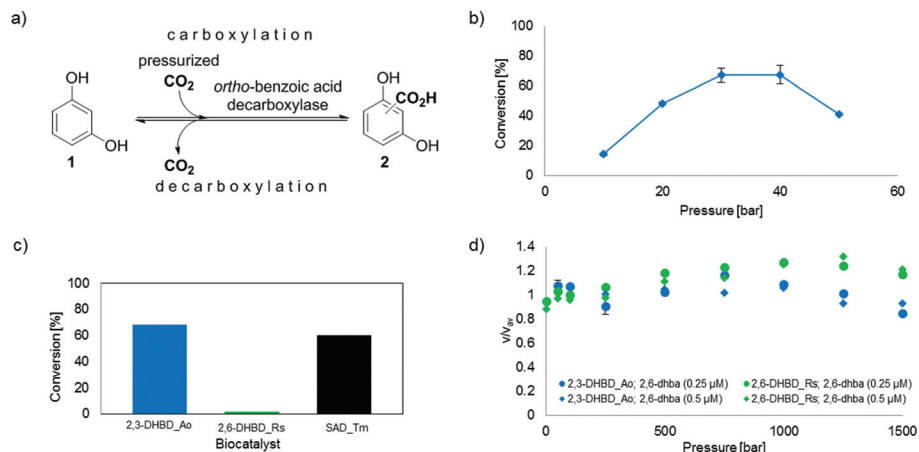 a)
carboxylation
pressurized
CO2
ortho-benzoic acid
decarboxylase
OH
OH
1
OH
CO2H
OH
2
CO2
decarboxylation
b)
Conversion [%]
100
80
60
40
20
0
0
20
40
60
Pressure [bar]
c)
Conversion [%]
100
80
60
40
20
0
2,3-DHBD_Ao
2,6-DHBD_Rs
SAD_Tm
Biocatalyst
d)
v/vav
1.4
1.2
1
0.8
0.6
0.4
0.2
0
2,3-DHBD_Ao; 2,6-dhba (0.25 µM)
2,6-DHBD_Rs; 2,6-dhba (0.25 µM)
2,3-DHBD_Ao; 2,6-dhba (0.5 µM)
2,6-DHBD_Rs; 2,6-dhba (0.5 µM)
0
500
1000
1500
Pressure [bar]